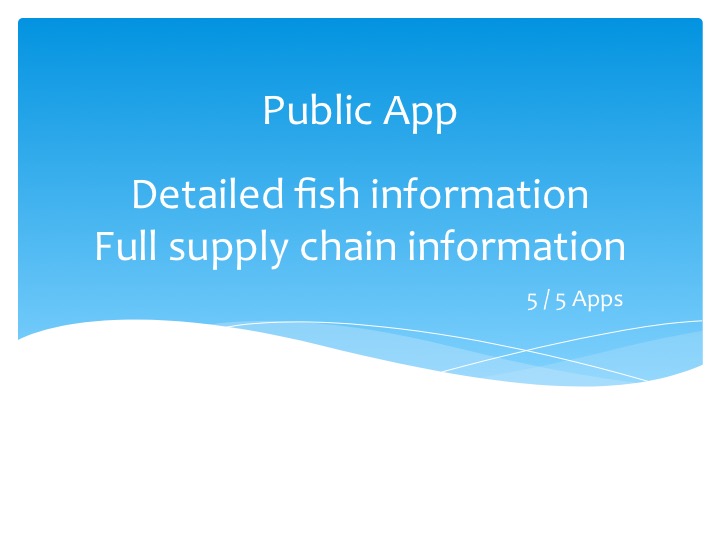 Public App
Detailed fish information
Full supply chain information
5 / 5 Apps